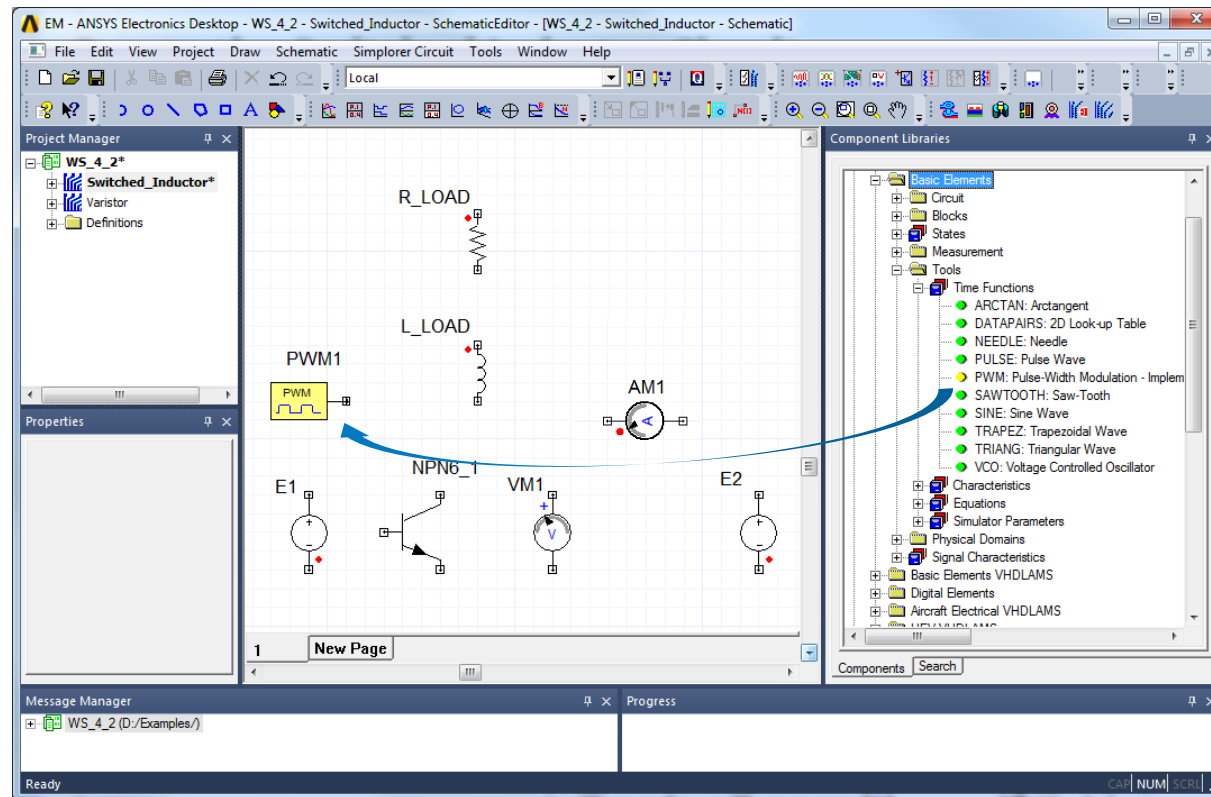 EM - ANSYS Electronics Desktop - WS_4_2 - Switched_Inductor - SchematicEditor - [WS_4_2 - Switched_Inductor - Schematic]
File Edit View Project Draw Schematic Simplorer Circuit Tools Window Help
Local
Project Manager
WS_4_2*
Switched_Inductor*
Varistor
Definitions
Properties
R_LOAD
L_LOAD
PWM1
PWM
AM1
A
NPN6_1
E1
VM1
E2
+
-
+
V
+
-
1 New Page
Component Libraries
Basic Elements
Circuit
Blocks
States
Measurement
Tools
Time Functions
ARCTAN: Arctangent
DATAPAIRS: 2D Look-up Table
NEEDLE: Needle
PULSE: Pulse Wave
PWM: Pulse-Width Modulation - Implem
SAWTOOTH: Saw-Tooth
SINE: Sine Wave
TRAPEZ: Trapezoidal Wave
TRIANG: Triangular Wave
VCO: Voltage Controlled Oscillator
Characteristics
Equations
Simulator Parameters
Physical Domains
Signal Characteristics
Basic Elements VHDLAMS
Digital Elements
Aircraft Electrical VHDLAMS
Components Search
Message Manager
WS_4_2 (D:/Examples/)
Progress
Ready
CAP NUM SCRL